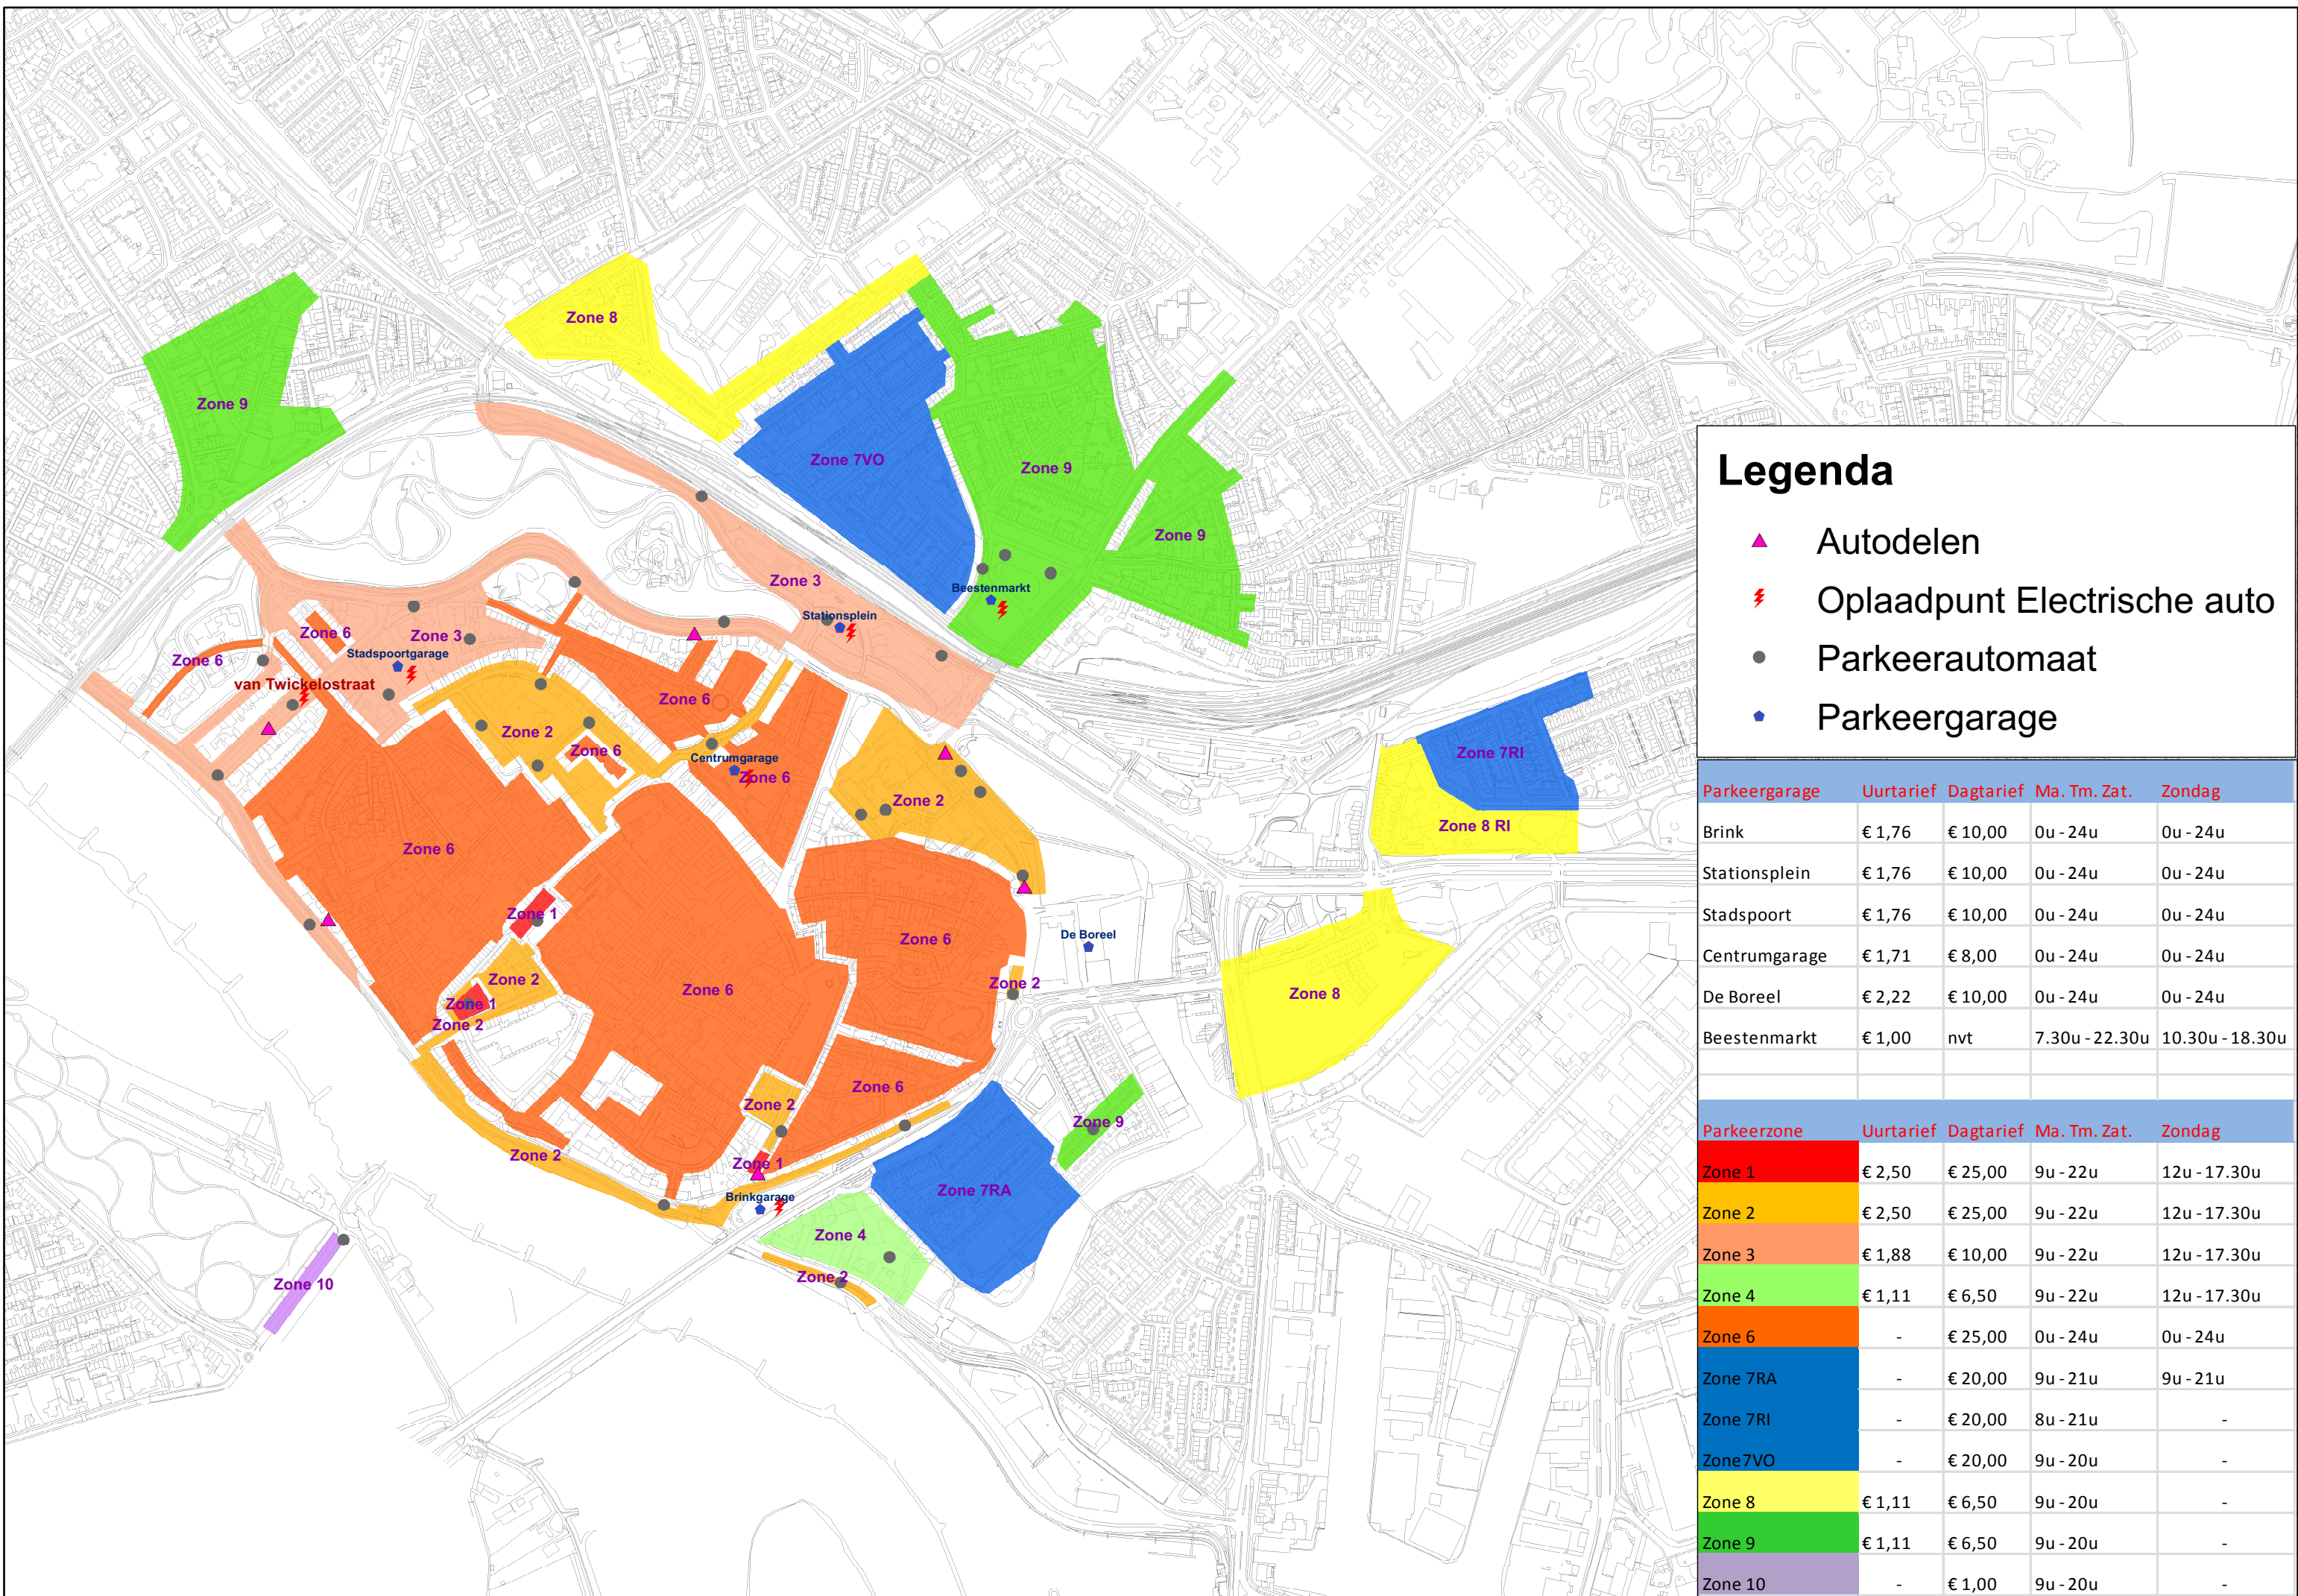 Zone 8
Zone 9
Zone 7VO
Zone 9
Zone 9
Zone 3
Beestenmarkt
Stationsplein
Zone 6
Zone 3
Stadspoortgarage
Zone 6
van Twickelostraat
Zone 6
Zone 2
Zone 6
Centrumgarage
Zone 6
Zone 2
Zone 7RI
Zone 8 RI
Zone 6
Zone 1
Zone 6
De Boreel
Zone 2
Zone 2
Zone 6
Zone 8
Zone 1
Zone 2
Zone 6
Zone 2
Zone 9
Zone 2
Zone 1
Zone 7RA
Brinkgarage
Zone 4
Zone 2
Zone 10
Legenda
Autodelen
Oplaadpunt Electrische auto
Parkeerautomaat
Parkeergarage
Parkeergarage Uurtarief Dagtarief Ma. Tm. Zat. Zondag
Brink € 1,76 € 10,00 0u - 24u 0u - 24u
Stationsplein € 1,76 € 10,00 0u - 24u 0u - 24u
Stadspoort € 1,76 € 10,00 0u - 24u 0u - 24u
Centrumgarage € 1,71 € 8,00 0u - 24u 0u - 24u
De Boreel € 2,22 € 10,00 0u - 24u 0u - 24u
Beestenmarkt € 1,00 nvt 7.30u - 22.30u 10.30u - 18.30u
Parkeerzone Uurtarief Dagtarief Ma. Tm. Zat. Zondag
Zone 1 € 2,50 € 25,00 9u - 22u 12u - 17.30u
Zone 2 € 2,50 € 25,00 9u - 22u 12u - 17.30u
Zone 3 € 1,88 € 10,00 9u - 22u 12u - 17.30u
Zone 4 € 1,11 € 6,50 9u - 22u 12u - 17.30u
Zone 6 - € 25,00 0u - 24u 0u - 24u
Zone 7RA - € 20,00 9u - 21u 9u - 21u
Zone 7RI - € 20,00 8u - 21u -
Zone7VO - € 20,00 9u - 20u -
Zone 8 € 1,11 € 6,50 9u - 20u -
Zone 9 € 1,11 € 6,50 9u - 20u -
Zone 10 - € 1,00 9u - 20u -